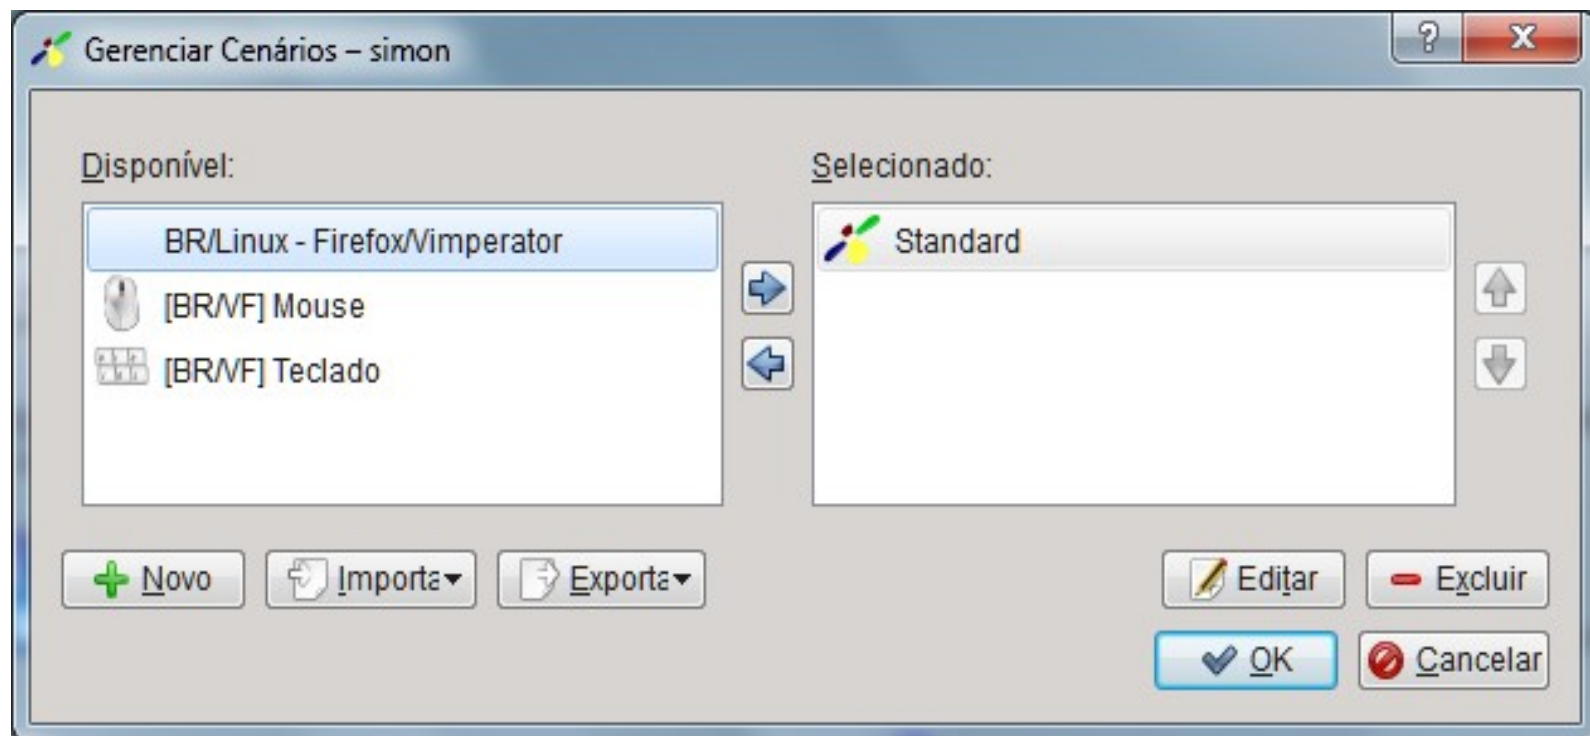 Gerenciar Cenários – simon
Disponível:
BR/Linux - Firefox/Vimperator
[BR/VF] Mouse
[BR/VF] Teclado
Selecionado:
Standard
Novo
Importa
Exporta
Editar
Excluir
OK
Cancelar